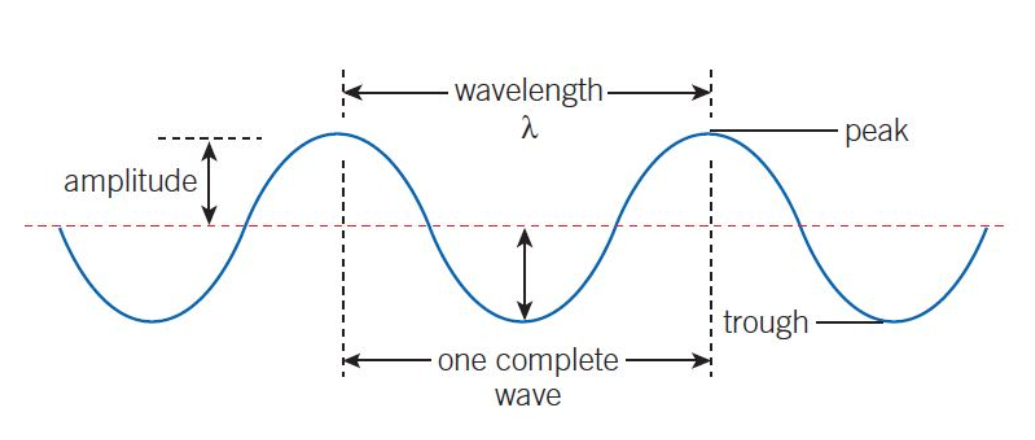 wavelength
λ
peak
amplitude
trough
one complete
wave